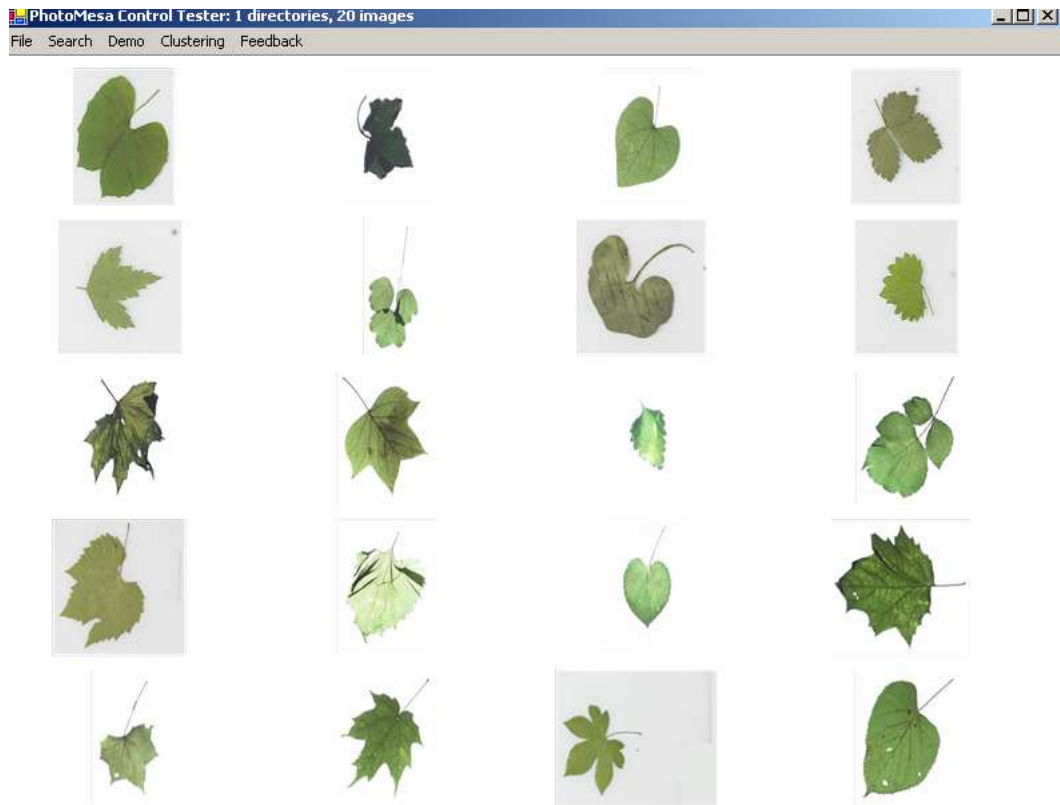 PhotoMesa Control Tester: 1 directories, 20 images
File Search Demo Clustering Feedback